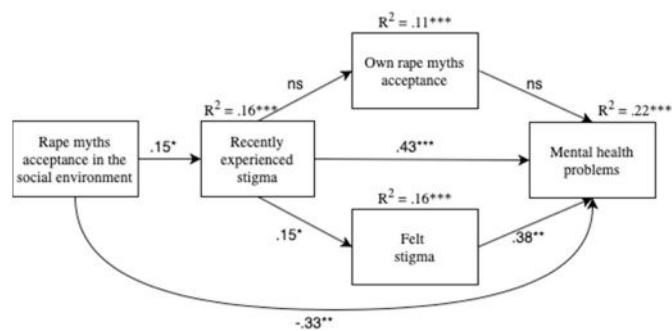 R² = .11***
Own rape myths
acceptance
ns
ns
R² = .16***
R² = .22***
Rape myths
acceptance in the
social environment
.15*
Recently
experienced
stigma
.43***
Mental health
problems
R² = .16***
.15*
Felt
stigma
.38**
-.33**